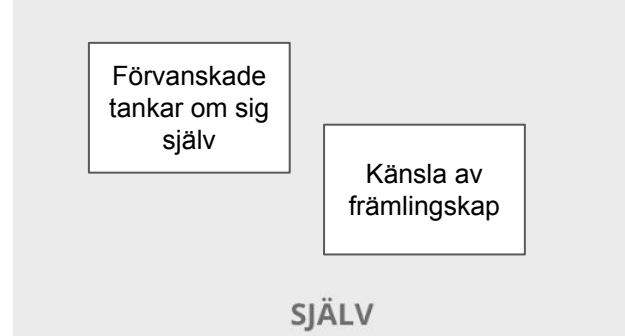 Förvanskade
tankar om sig
själv
Känsla av
främlingskap
SJÄLV